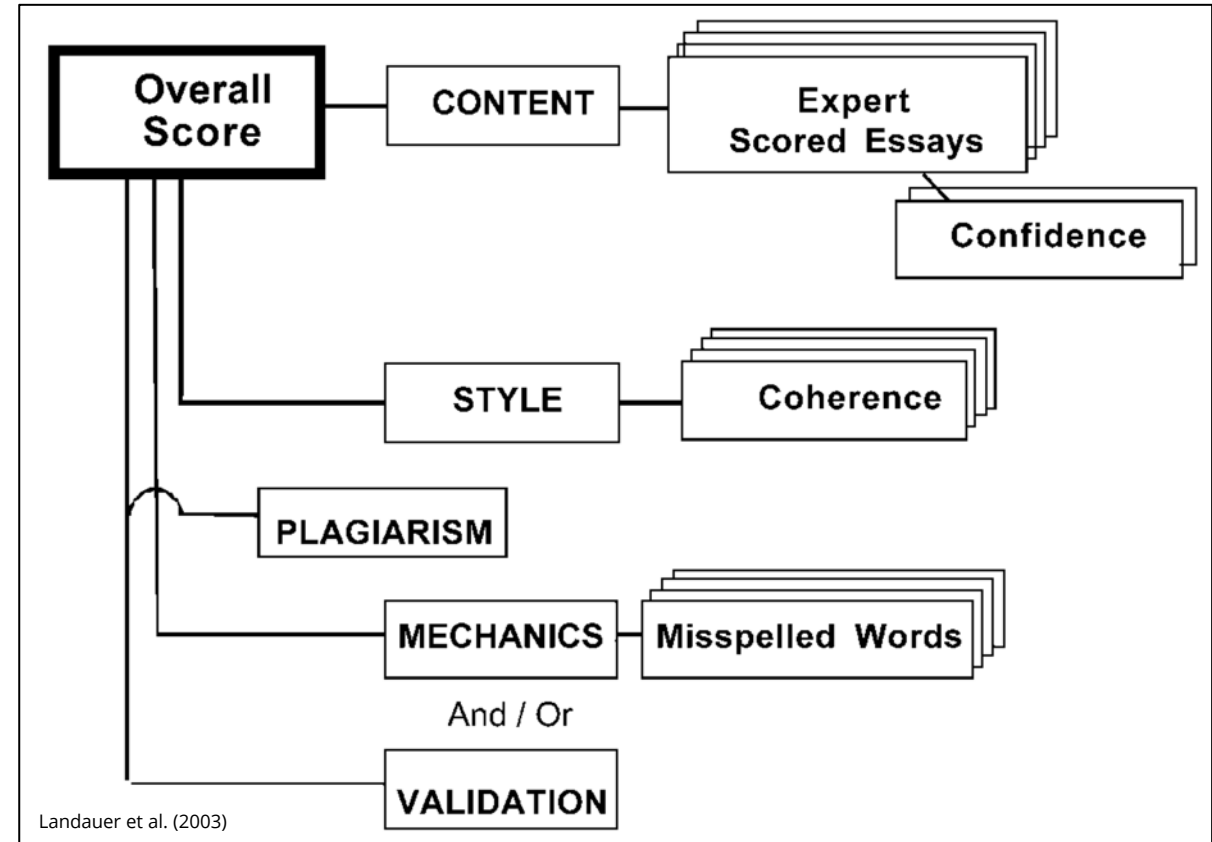 Overall
Score
CONTENT
Expert
Scored Essays
Confidence
STYLE
Coherence
PLAGIARISM
MECHANICS
Misspelled Words
And / Or
VALIDATION
Landauer et al. (2003)